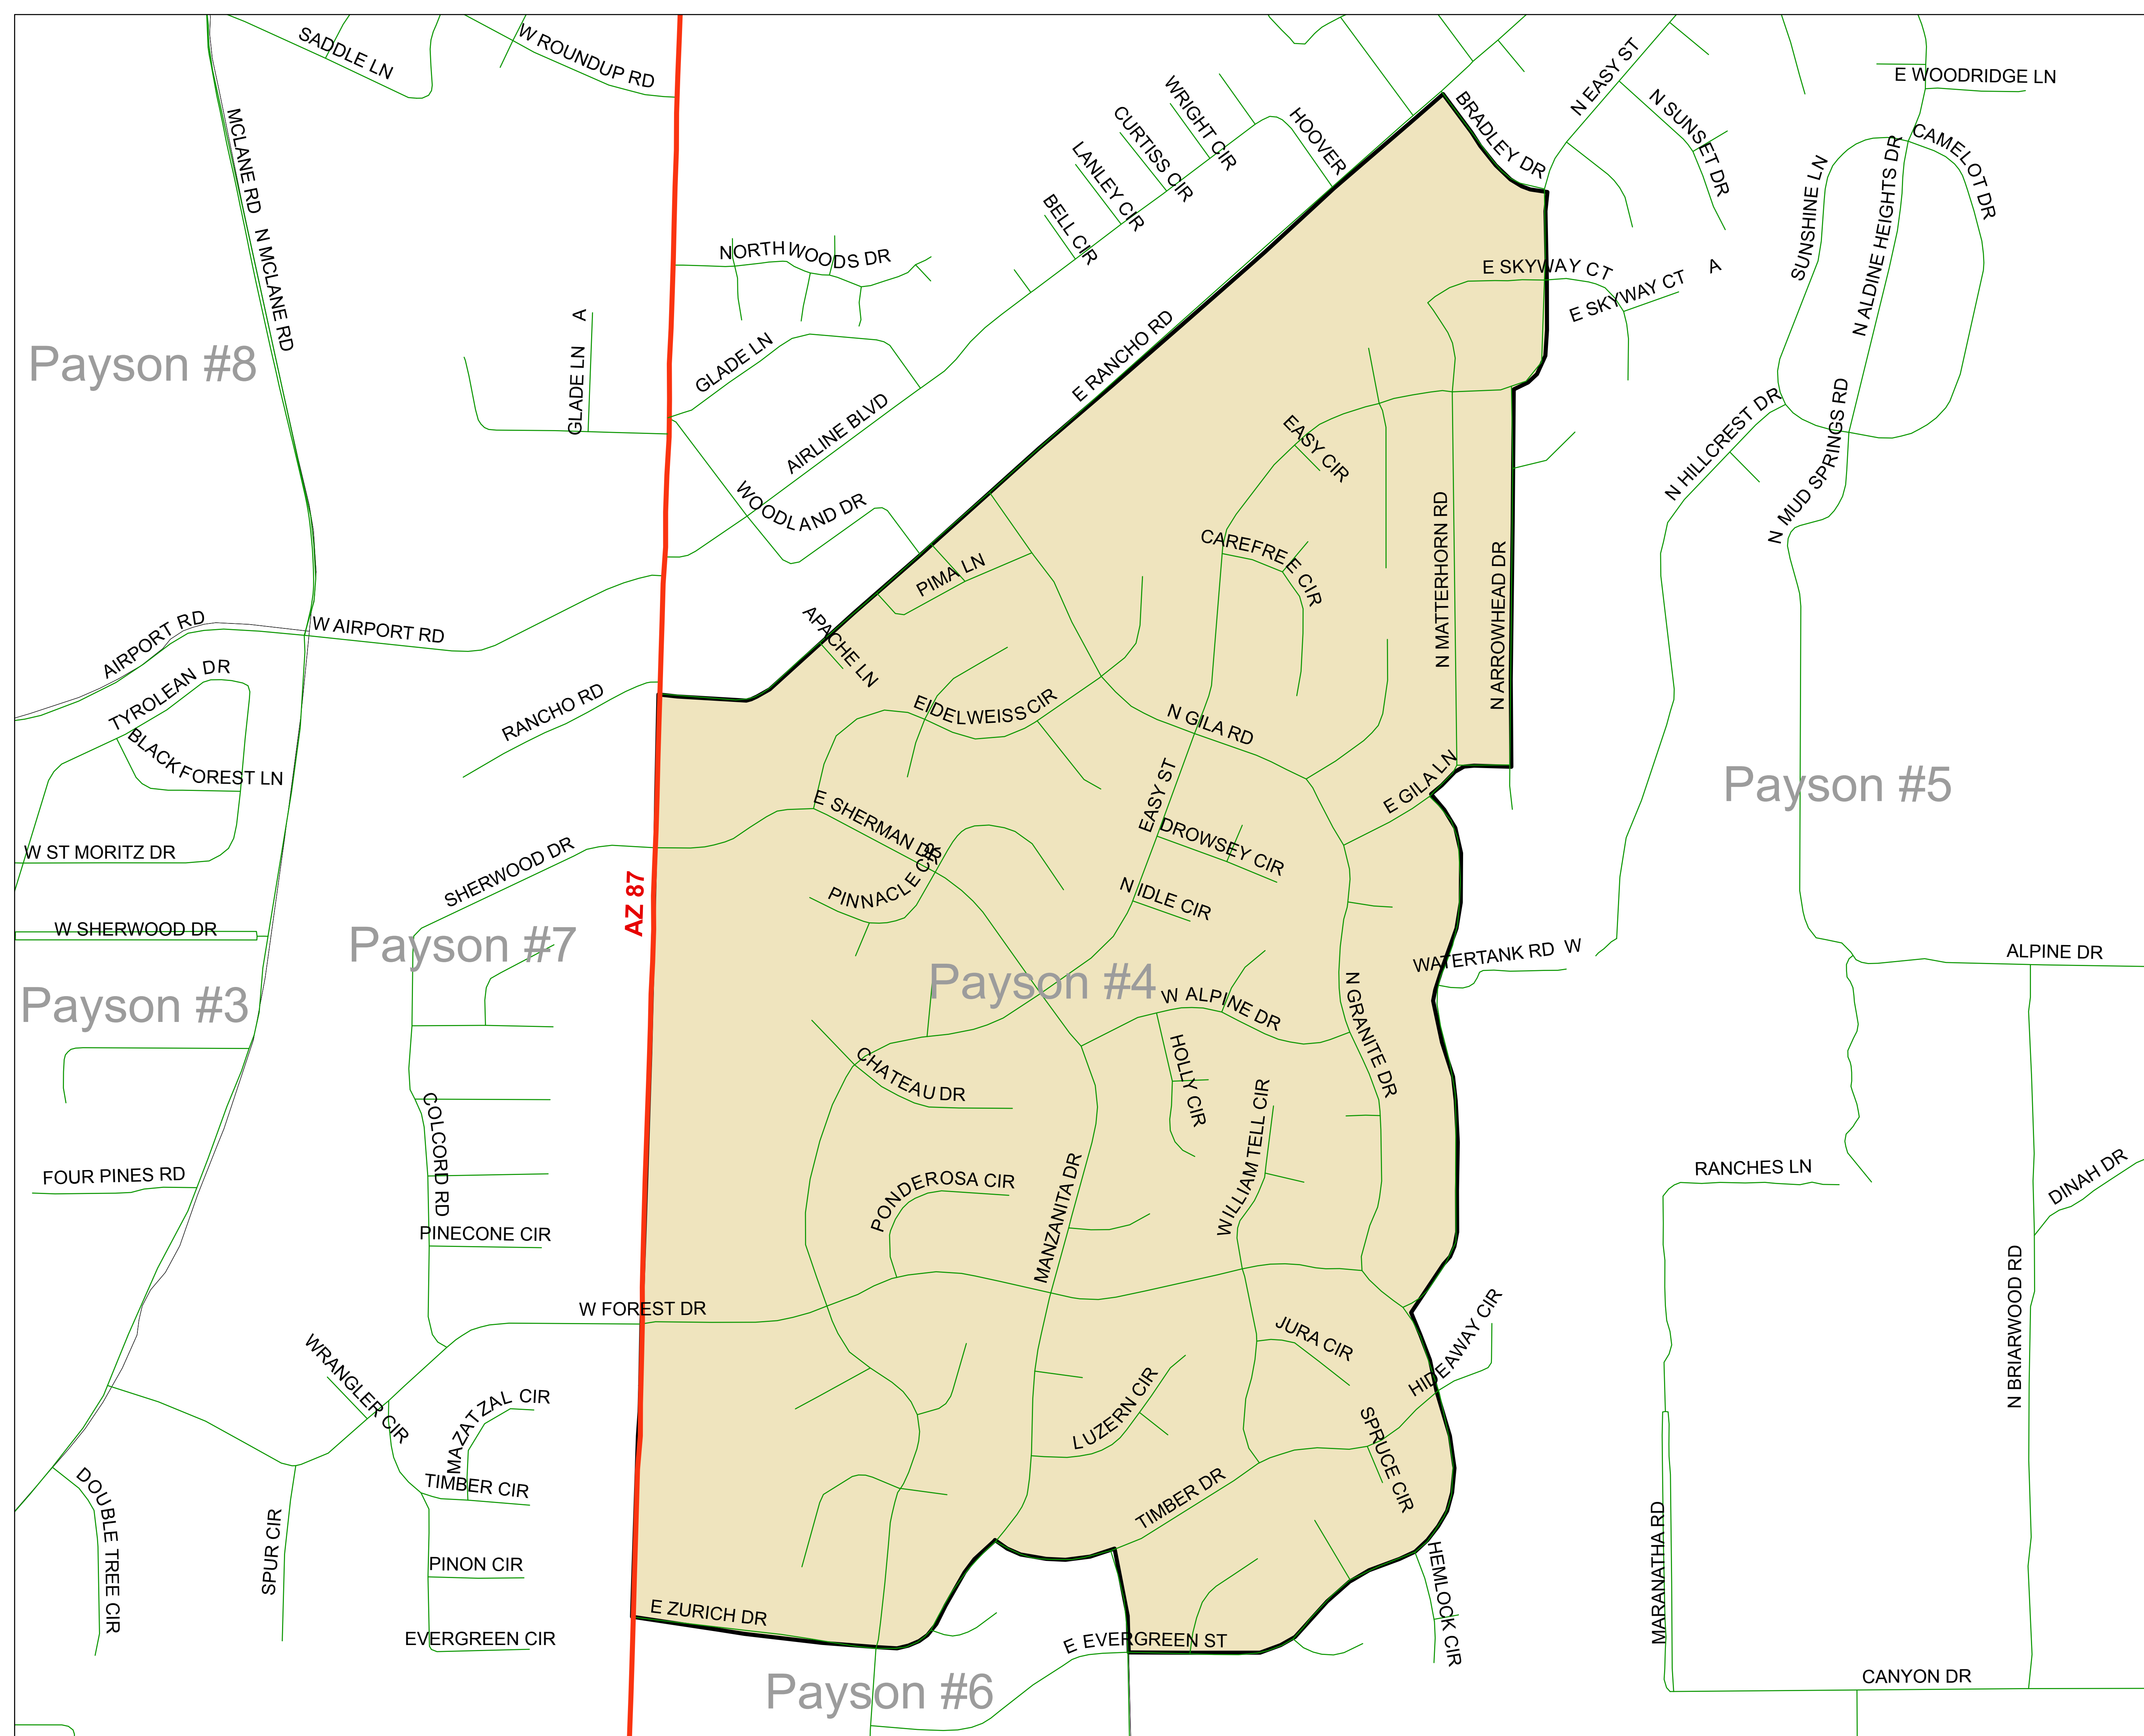 SADDLE LN
W ROUNDUP RD
MCLANE RD
N MCLANE RD
BRADLEY DR
N EASY ST
N SUNSET DR
E WOODRIDGE LN
CAMELOT DR
SUNSHINE LN
N ALDINE HEIGHTS DR
WRIGHT CIR
CURTISS CIR
LANLEY CIR
BELL CIR
HOOVER
NORTH WOODS DR
E SKYWAY CT
E SKYWAY CT A
GLADE LN A
GLADE LN
E RANCHO RD
Payson #8
AIRLINE BLVD
WOODLAND DR
EASY CIR
N HILLCREST DR
N MUD SPRINGS RD
CAREFREE CIR
N MATTERHORN RD
N ARROWHEAD DR
PIMA LN
APACHE LN
AIRPORT RD
W AIRPORT RD
TYROLEAN DR
BLACK FOREST LN
RANCHO RD
EIDELWEISS CIR
N GILA RD
E GILA LN
EASY ST
Payson #5
E SHERMAN DR
PINNACLE CIR
DROWSEY CIR
N IDLE CIR
W ST MORITZ DR
SHERWOOD DR
AZ 87
W SHERWOOD DR
Payson #7
Payson #4
Payson #3
WATERTANK RD W
ALPINE DR
W ALPINE DR
N GRANITE DR
HOLLY CIR
CHATEAU DR
WILLIAM TELL CIR
COLCORD RD
FOUR PINES RD
PONDEROSA CIR
MANZANITA DR
RANCHES LN
DINAH DR
PINECONE CIR
N BRIARWOOD RD
W FOREST DR
WRANGLER CIR
JURA CIR
HIDEAWAY CIR
MAZATZAL CIR
LUZERN CIR
SPRUCE CIR
TIMBER CIR
TIMBER DR
DOUBLE TREE CIR
SPUR CIR
PINON CIR
HEMLOCK CIR
MARANATHA RD
E ZURICH DR
EVERGREEN CIR
E EVERGREEN ST
Payson #6
CANYON DR